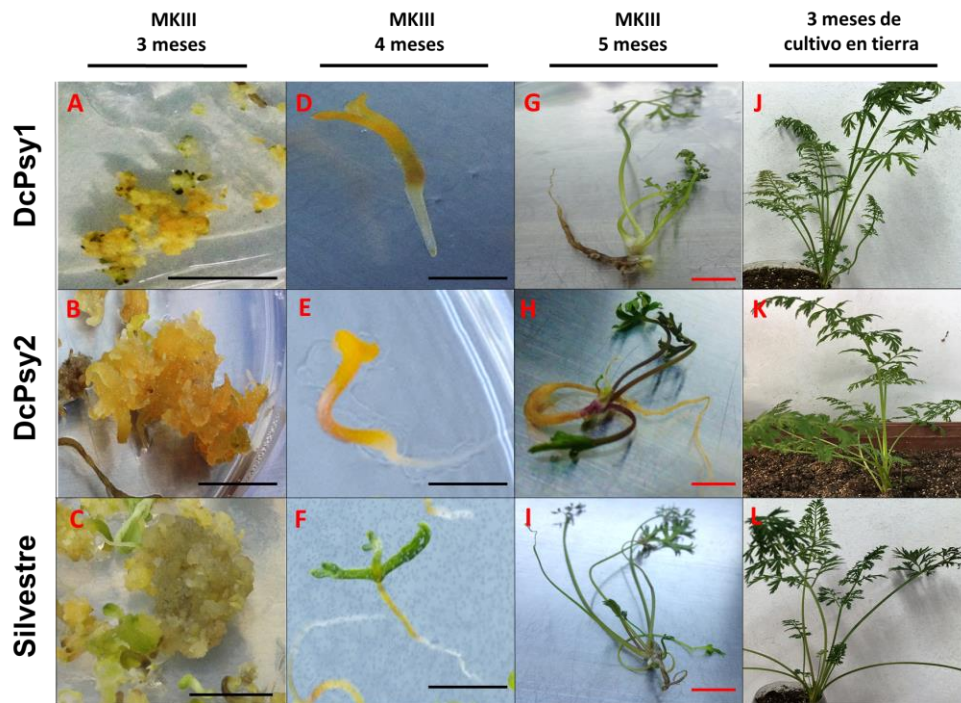 MKIII
3 meses
MKIII
4 meses
MKIII
5 meses
3 meses de
cultivo en tierra
DcPsy1
A
D
G
J
DcPsy2
B
E
H
K
Silvestre
C
F
I
L